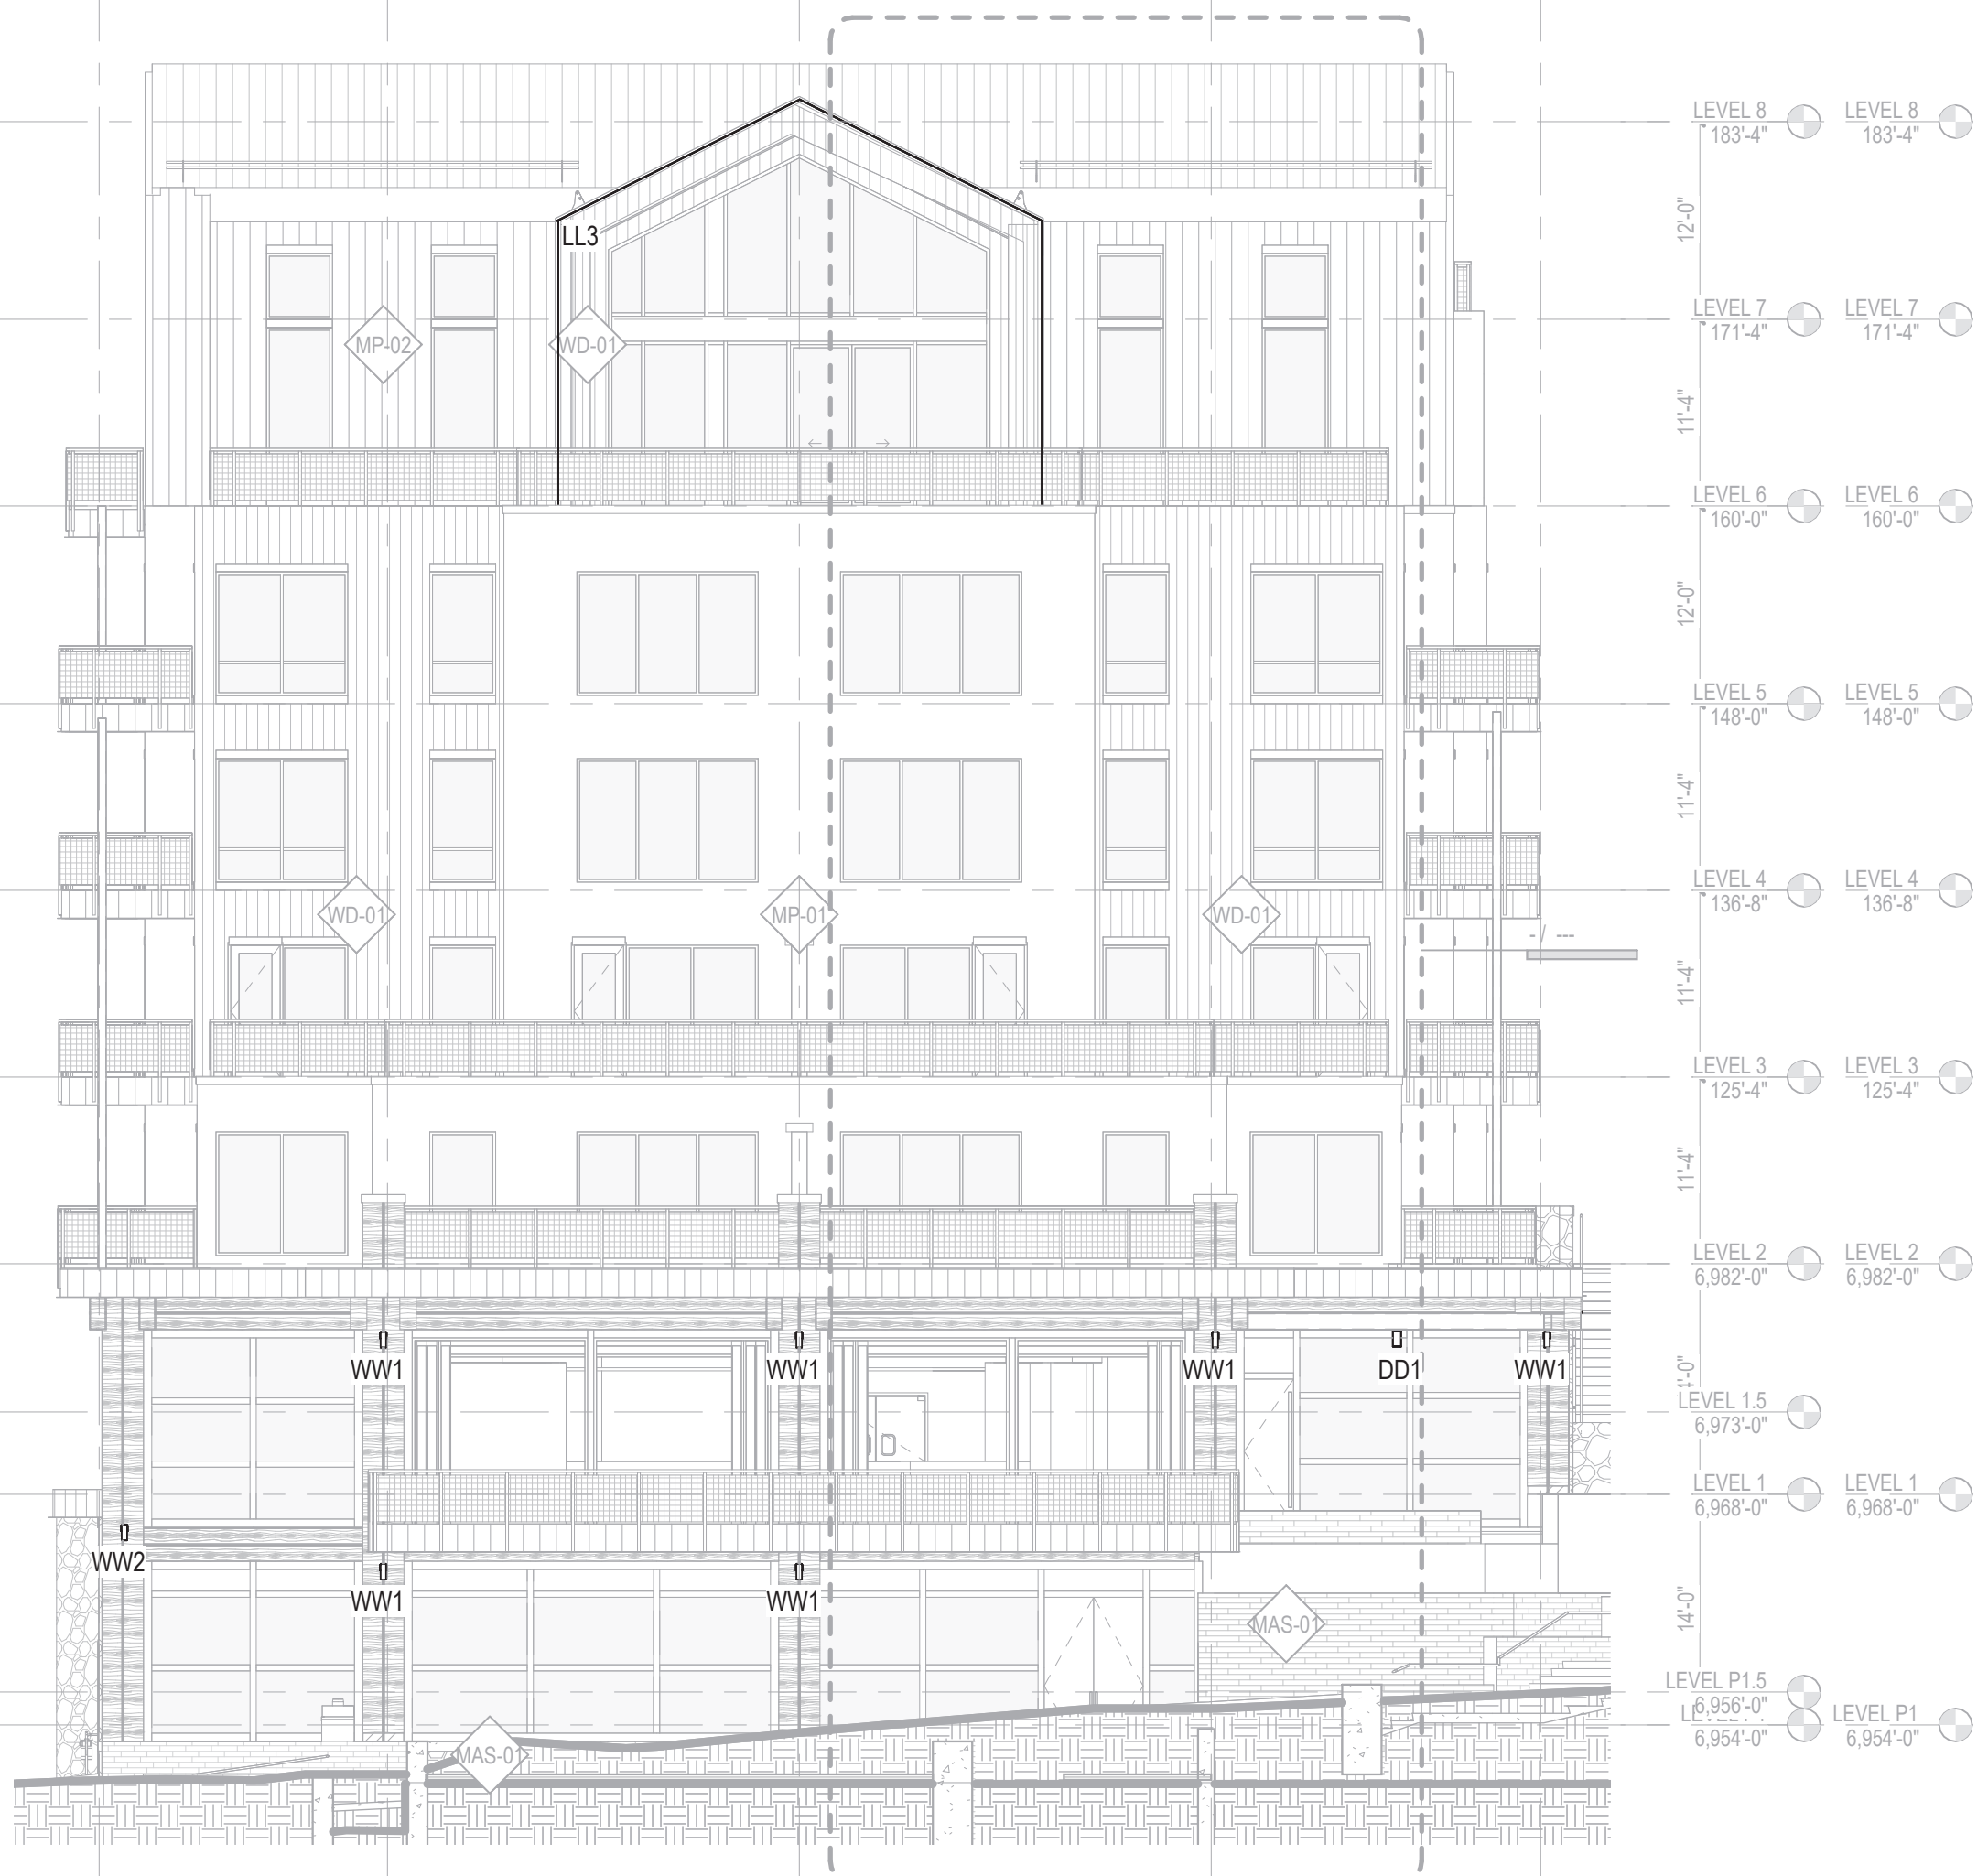 LEVEL 8 LEVEL 8
183'-4" 183'-4"
12'-0"
LL3
LEVEL 7 LEVEL 7
171'-4" 171'-4"
MP-02 WD-01
11'-4"
LEVEL 6 LEVEL 6
160'-0" 160'-0"
12'-0"
LEVEL 5 LEVEL 5
148'-0" 148'-0"
11'-4"
LEVEL 4 LEVEL 4
136'-8" 136'-8"
WD-01 MP-01 WD-01
- / ---
11'-4"
LEVEL 3 LEVEL 3
125'-4" 125'-4"
11'-4"
LEVEL 2 LEVEL 2
6,982'-0" 6,982'-0"
WW1 WW1 WW1 DD1 WW1
LEVEL 1.5
6,973'-0"
LEVEL 1 LEVEL 1
6,968'-0" 6,968'-0"
WW2
WW1 WW1
14'-0"
MAS-01
LEVEL P1.5
6,956'-0"
LEVEL P1
6,954'-0" 6,954'-0"
MAS-01